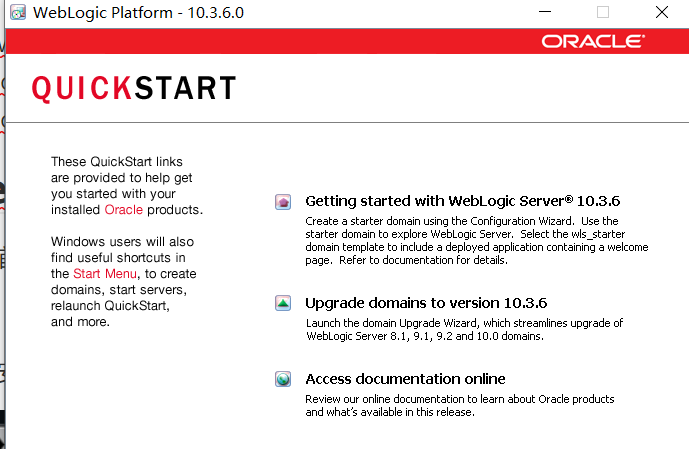 WebLogic Platform - 10.3.6.0
ORACLE
QUICKSTART
These QuickStart links
are provided to help get
you started with your
installed Oracle products.
Windows users will also
find useful shortcuts in
the Start Menu, to create
domains, start servers,
relaunch QuickStart,
and more.
Getting started with WebLogic Server® 10.3.6
Create a starter domain using the Configuration Wizard.  Use the
starter domain to explore WebLogic Server.  Select the wls_starter
domain template to include a deployed application containing a welcome
page.  Refer to documentation for details.
Upgrade domains to version 10.3.6
Launch the domain Upgrade Wizard, which streamlines upgrade of
WebLogic Server 8.1, 9.1, 9.2 and 10.0 domains.
Access documentation online
Review our online documentation to learn about Oracle products
and what's available in this release.